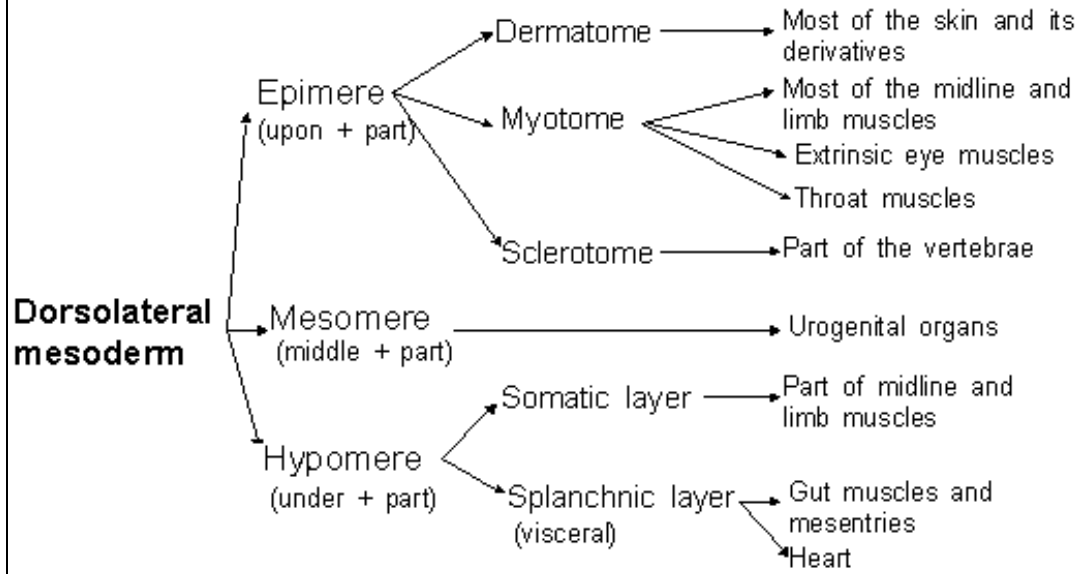 Dermatome
Most of the skin and its
derivatives
Epimere
(upon + part)
Myotome
Most of the midline and
limb muscles
Extrinsic eye muscles
Throat muscles
Sclerotome
Part of the vertebrae
Dorsolateral
mesoderm
Mesomere
(middle + part)
Urogenital organs
Somatic layer
Part of midline and
limb muscles
Hypomere
(under + part)
Splanchnic layer
(visceral)
Gut muscles and
mesentries
Heart